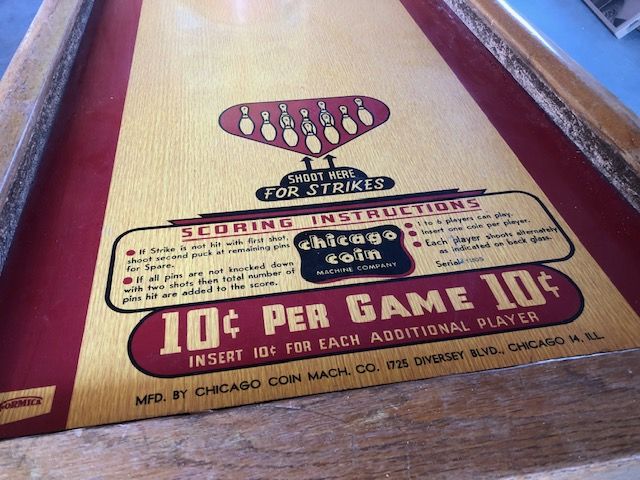 SHOOT HERE
FOR STRIKES
SCORING INSTRUCTIONS
• If Strike is not hit with first shot,
shoot second puck at remaining pins
for Spare.
• If all pins are not knocked down
with two shots then total number of
pins hit are added to the score.
chicago
coin
MACHINE COMPANY
• 1 to 6 players can play.
Insert one coin per player.
• Each player shoots alternately
as indicated on back glass.
Serial
10¢ PER GAME 10¢
INSERT 10¢ FOR EACH ADDITIONAL PLAYER
MFD. BY CHICAGO COIN MACH. CO. 1725 DIVERSEY BLVD., CHICAGO 14, ILL.
FORMICA